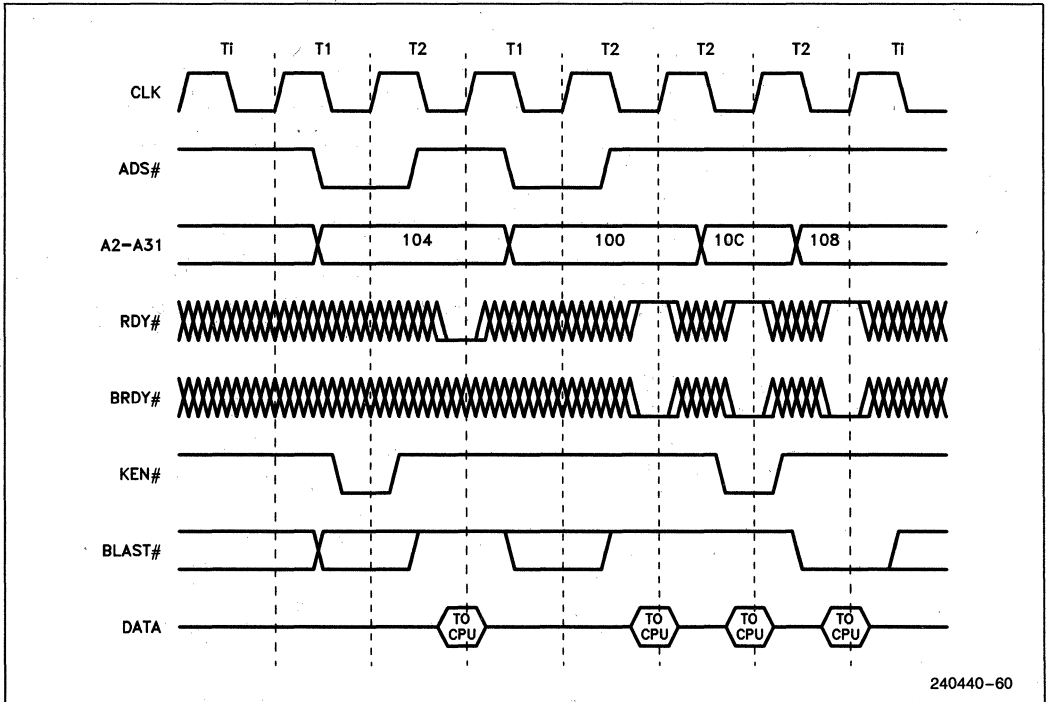 Ti T1 T2 T1 T2 T2 T2 Ti
CLK
ADS#
A2–A31 104 100 10C 108
RDY#
BRDY#
KEN#
BLAST#
DATA TO CPU TO CPU TO CPU TO CPU
240440–60